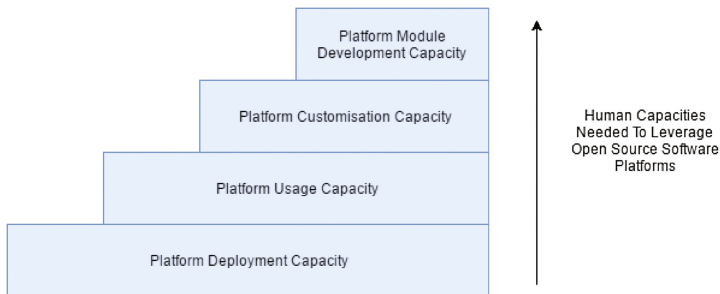 Platform Module
Development Capacity
Platform Customisation Capacity
Platform Usage Capacity
Platform Deployment Capacity
Human Capacities
Needed To Leverage
Open Source Software
Platforms